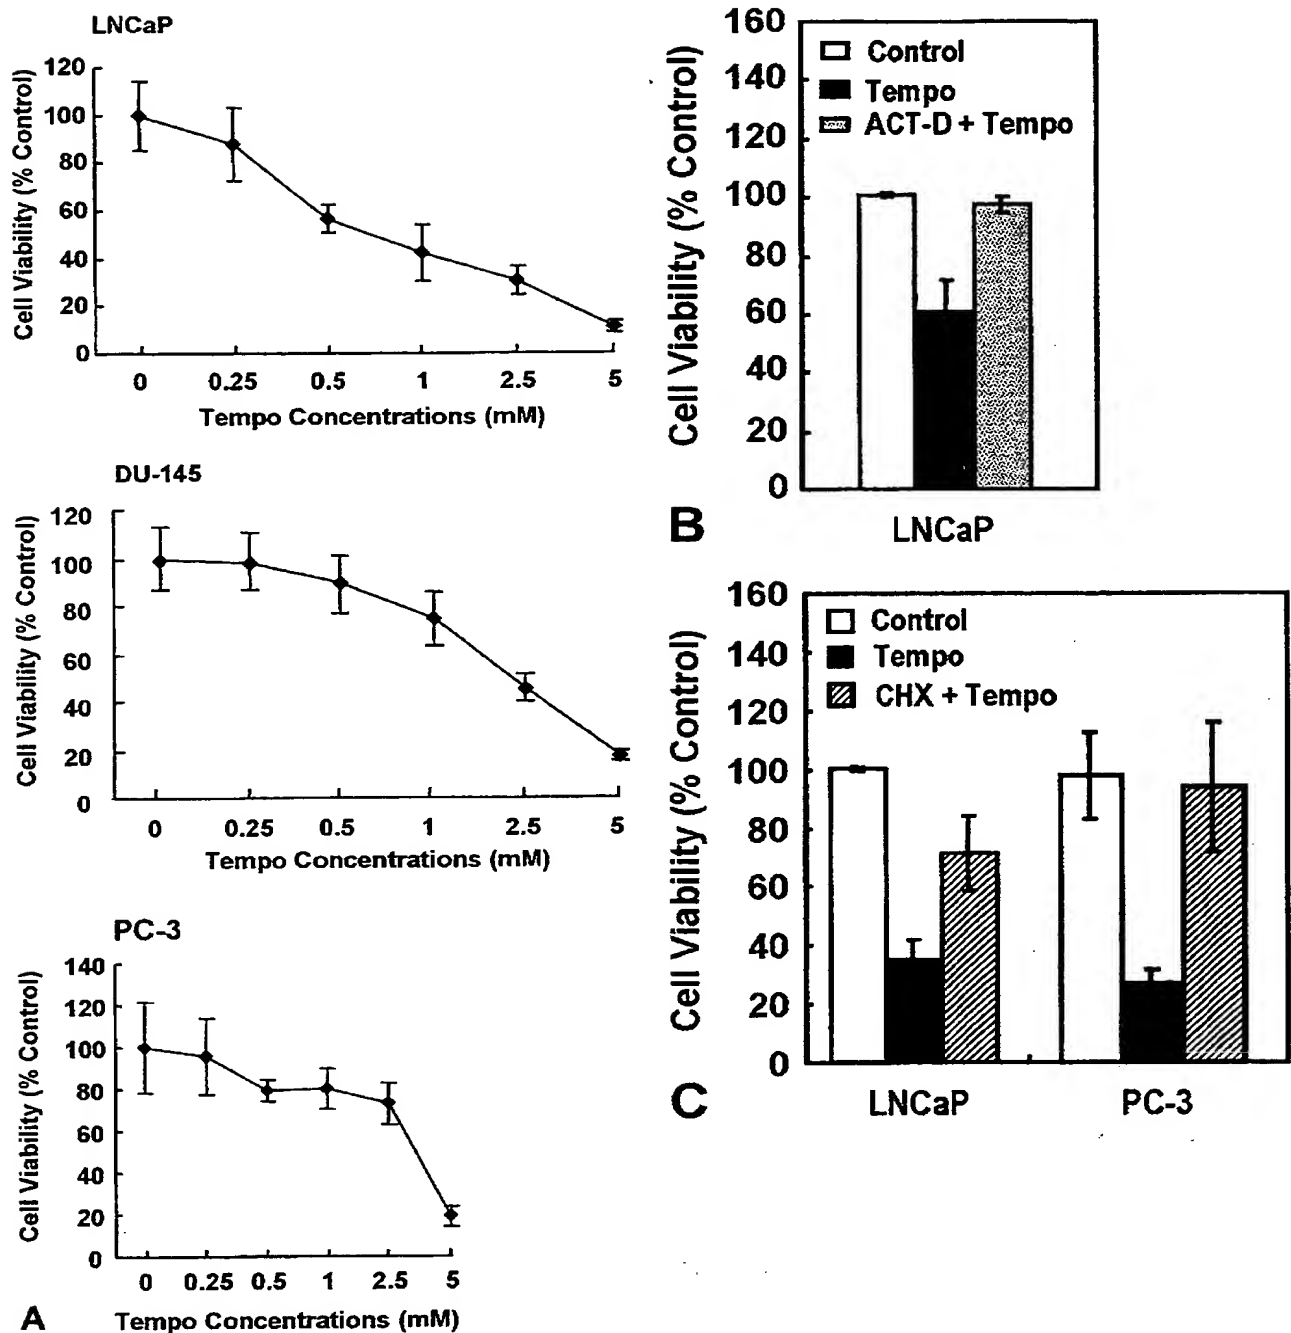 LNCaP
Cell Viability (% Control)
120
100
80
60
40
20
0
0 0.25 0.5 1 2.5 5
Tempo Concentrations (mM)
DU-145
Cell Viability (% Control)
120
100
80
60
40
20
0
0 0.25 0.5 1 2.5 5
Tempo Concentrations (mM)
PC-3
Cell Viability (% Control)
140
120
100
80
60
40
20
0
0 0.25 0.5 1 2.5 5
A Tempo Concentrations (mM)
Cell Viability (% Control)
160
140
120
100
80
60
40
20
0
Control
Tempo
ACT-D + Tempo
B LNCaP
Cell Viability (% Control)
160
140
120
100
80
60
40
20
0
Control
Tempo
CHX + Tempo
C LNCaP PC-3